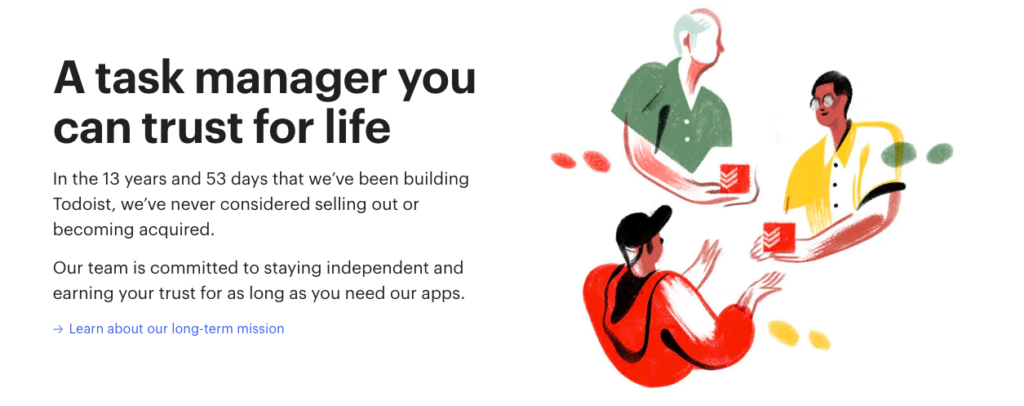 A task manager you
can trust for life
In the 13 years and 53 days that we’ve been building
Todoist, we’ve never considered selling out or
becoming acquired.
Our team is committed to staying independent and
earning your trust for as long as you need our apps.
→ Learn about our long-term mission